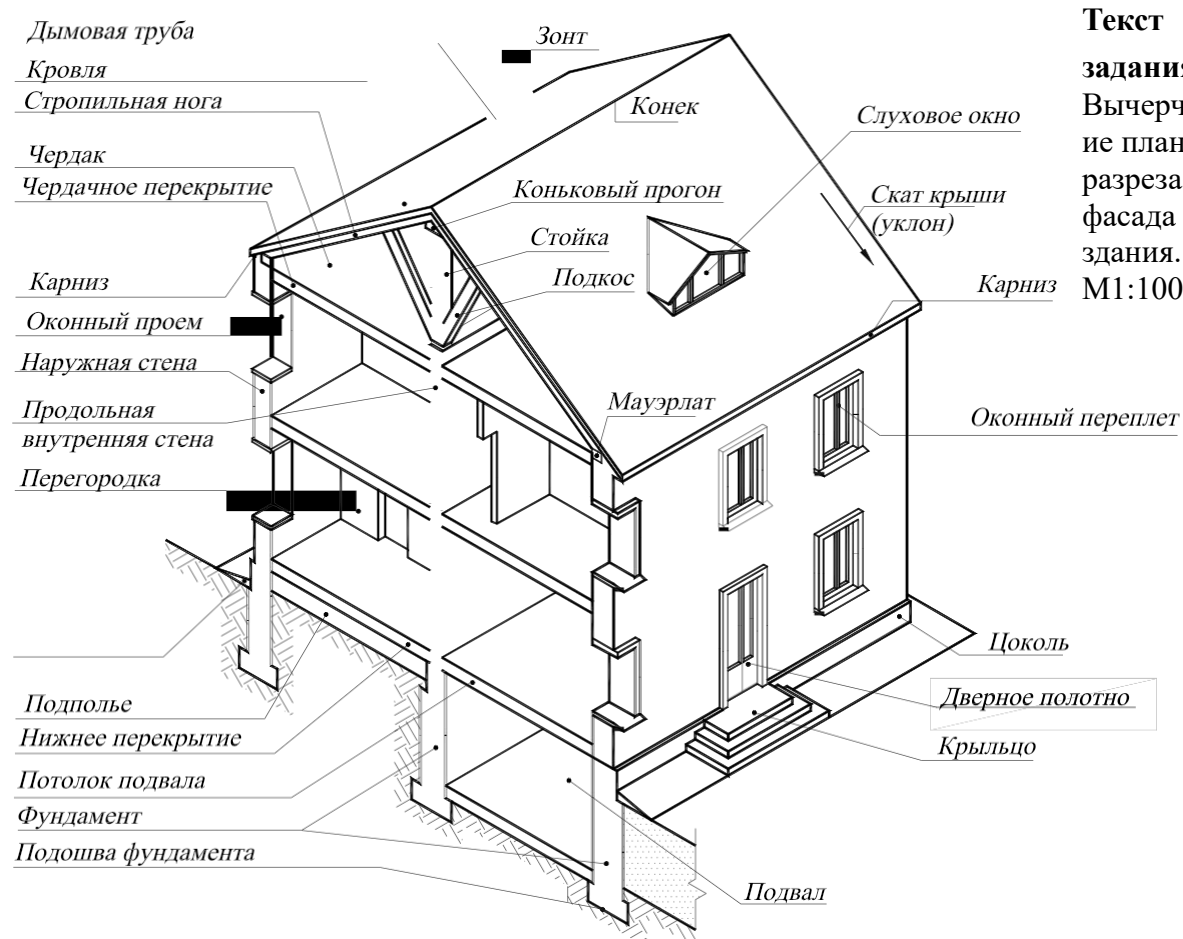 Дымовая труба
Кровля
Стропильная нога
Чердак
Чердачное перекрытие
Карниз
Оконный проем
Наружная стена
Продольная
внутренняя стена
Перегородка
Подполье
Нижнее перекрытие
Потолок подвала
Фундамент
Подошва фундамента
Зонт
Конек
Коньковый прогон
Стойка
Подкос
Мауэрлат
Слуховое окно
Скат крыши
(уклон)
Карниз
Оконный переплет
Цоколь
Дверное полотно
Крыльцо
Подвал
Текст
задания
Вычерч
ие план
разреза
фасада
здания.
М1:100